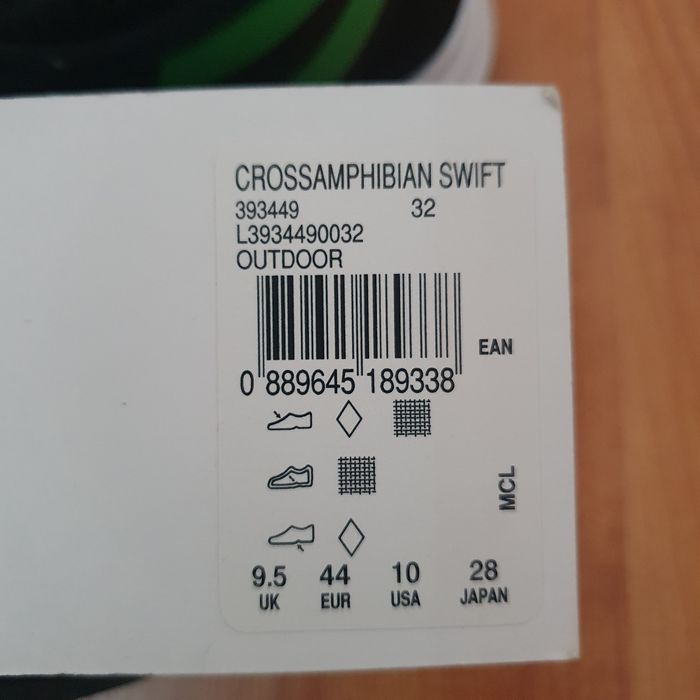 CROSSAMPHIBIAN SWIFT
393449 32
L3934490032
OUTDOOR
EAN
0 889645 189338
MCL
9.5 44 10 28
UK EUR USA JAPAN